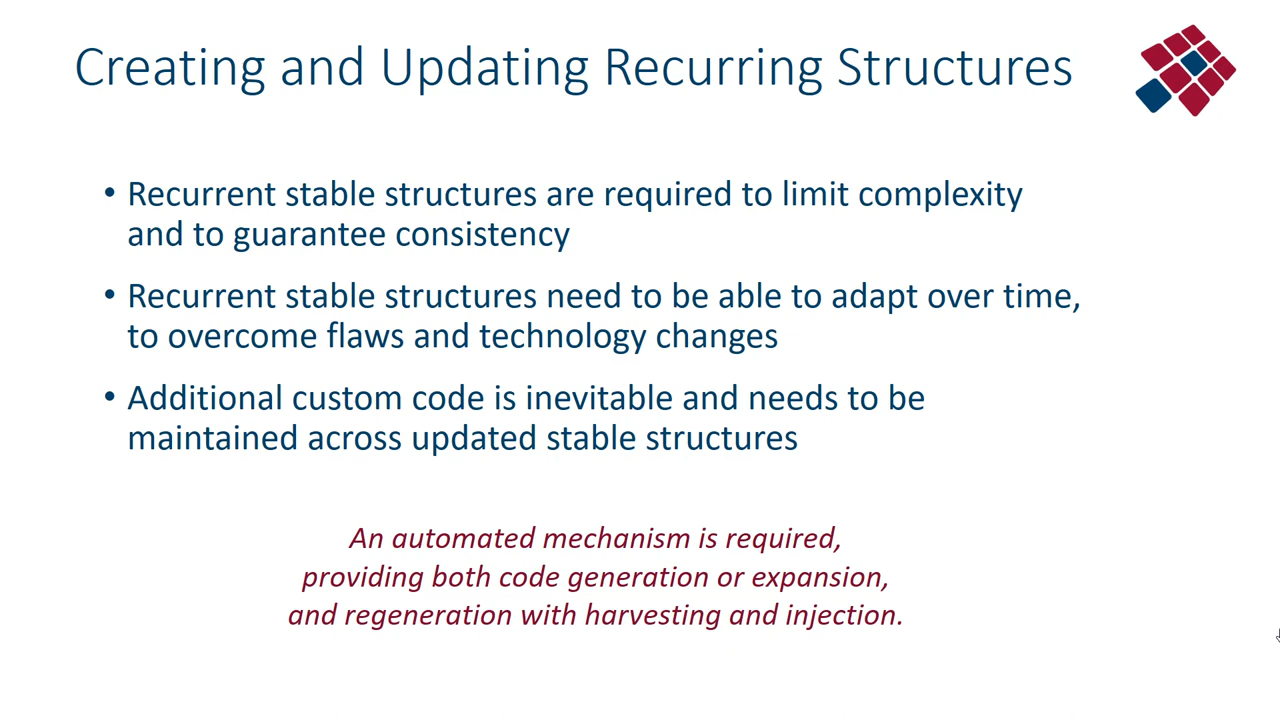 Creating and Updating Recurring Structures
• Recurrent stable structures are required to limit complexity
and to guarantee consistency
• Recurrent stable structures need to be able to adapt over time,
to overcome flaws and technology changes
• Additional custom code is inevitable and needs to be
maintained across updated stable structures
An automated mechanism is required,
providing both code generation or expansion,
and regeneration with harvesting and injection.